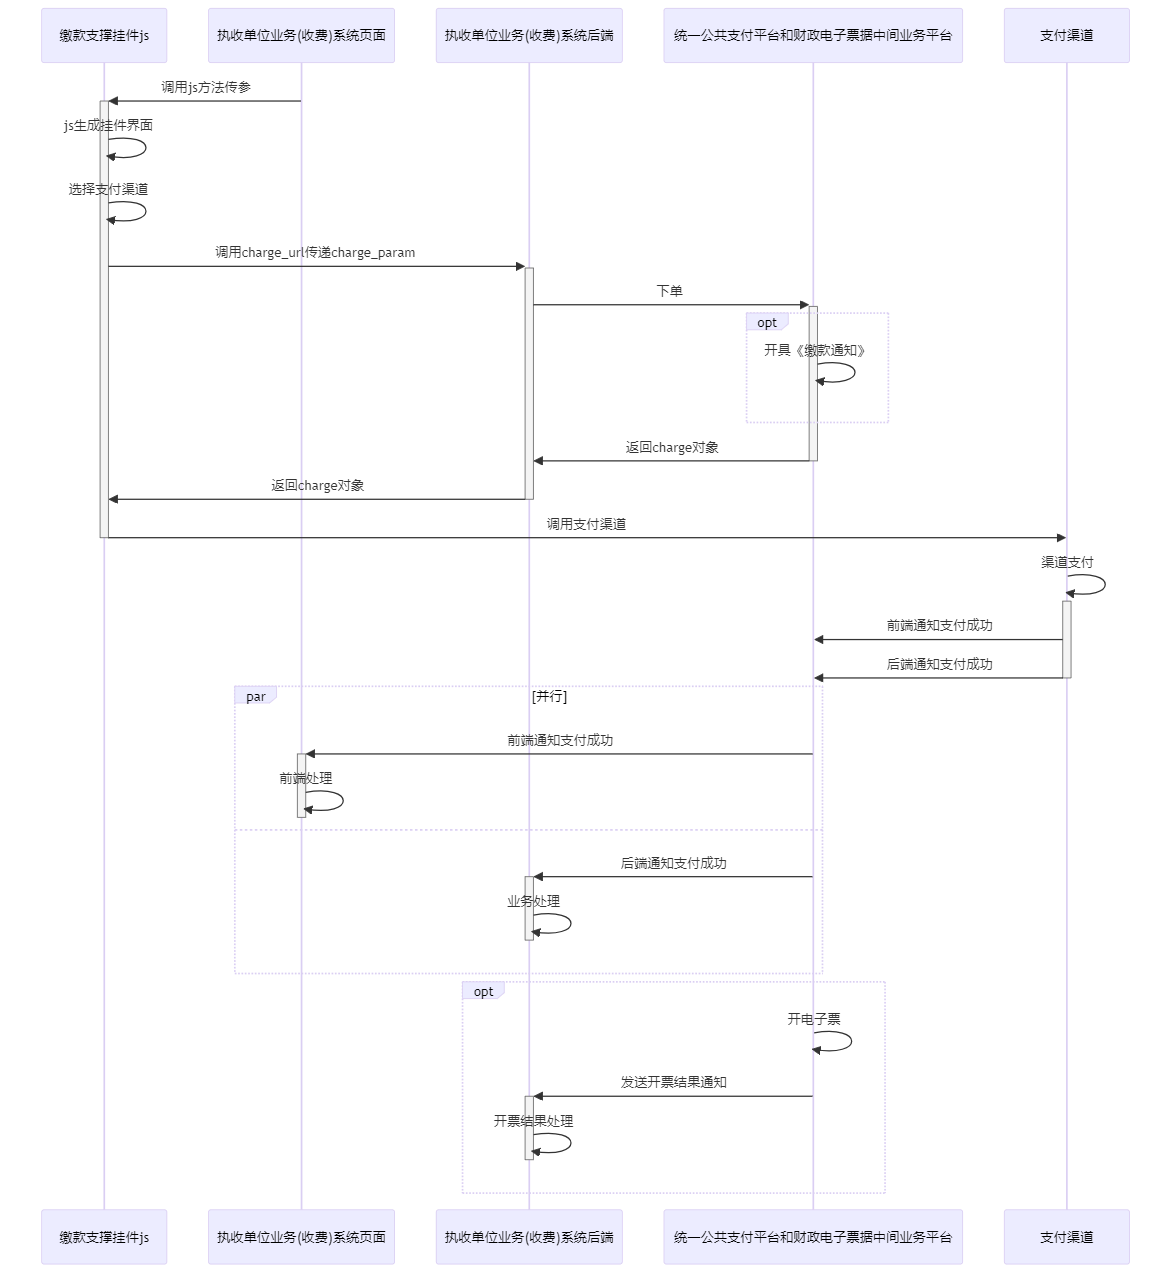 缴款支撑挂件js
执收单位业务(收费)系统页面
执收单位业务(收费)系统后端
统一公共支付平台和财政电子票据中间业务平台
支付渠道
调用js方法传参
js生成挂件界面
选择支付渠道
调用charge_url传递charge_param
下单
opt
开具《缴款通知》
返回charge对象
返回charge对象
调用支付渠道
渠道支付
前端通知支付成功
后端通知支付成功
par
[并行]
前端通知支付成功
前端处理
后端通知支付成功
业务处理
opt
开电子票
发送开票结果通知
开票结果处理
缴款支撑挂件js
执收单位业务(收费)系统页面
执收单位业务(收费)系统后端
统一公共支付平台和财政电子票据中间业务平台
支付渠道